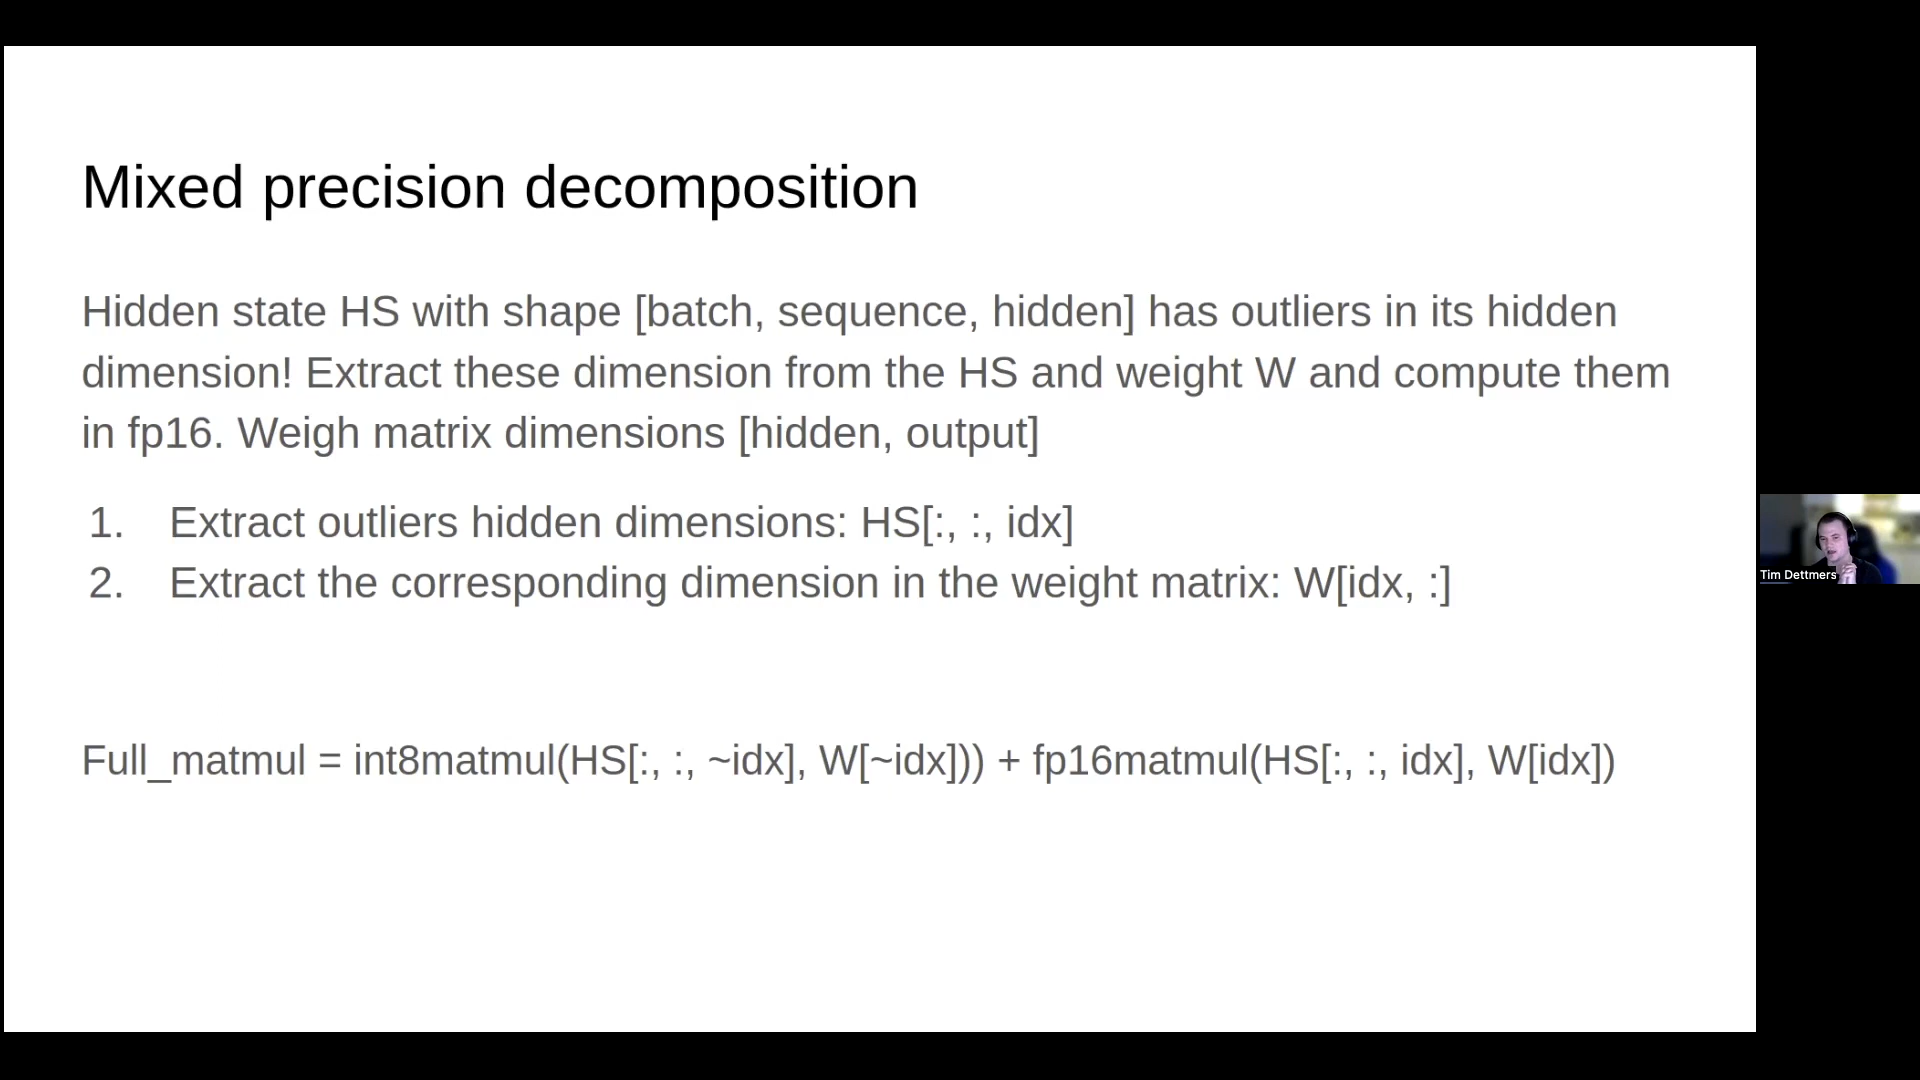 Mixed precision decomposition
Hidden state HS with shape [batch, sequence, hidden] has outliers in its hidden
dimension! Extract these dimension from the HS and weight W and compute them
in fp16. Weigh matrix dimensions [hidden, output]
1. Extract outliers hidden dimensions: HS[:, :, idx]
2. Extract the corresponding dimension in the weight matrix: W[idx, :]
Tim Dettmers
Full_matmul = int8matmul(HS[:, :, ~idx], W[~idx])) + fp16matmul(HS[:, :, idx], W[idx])